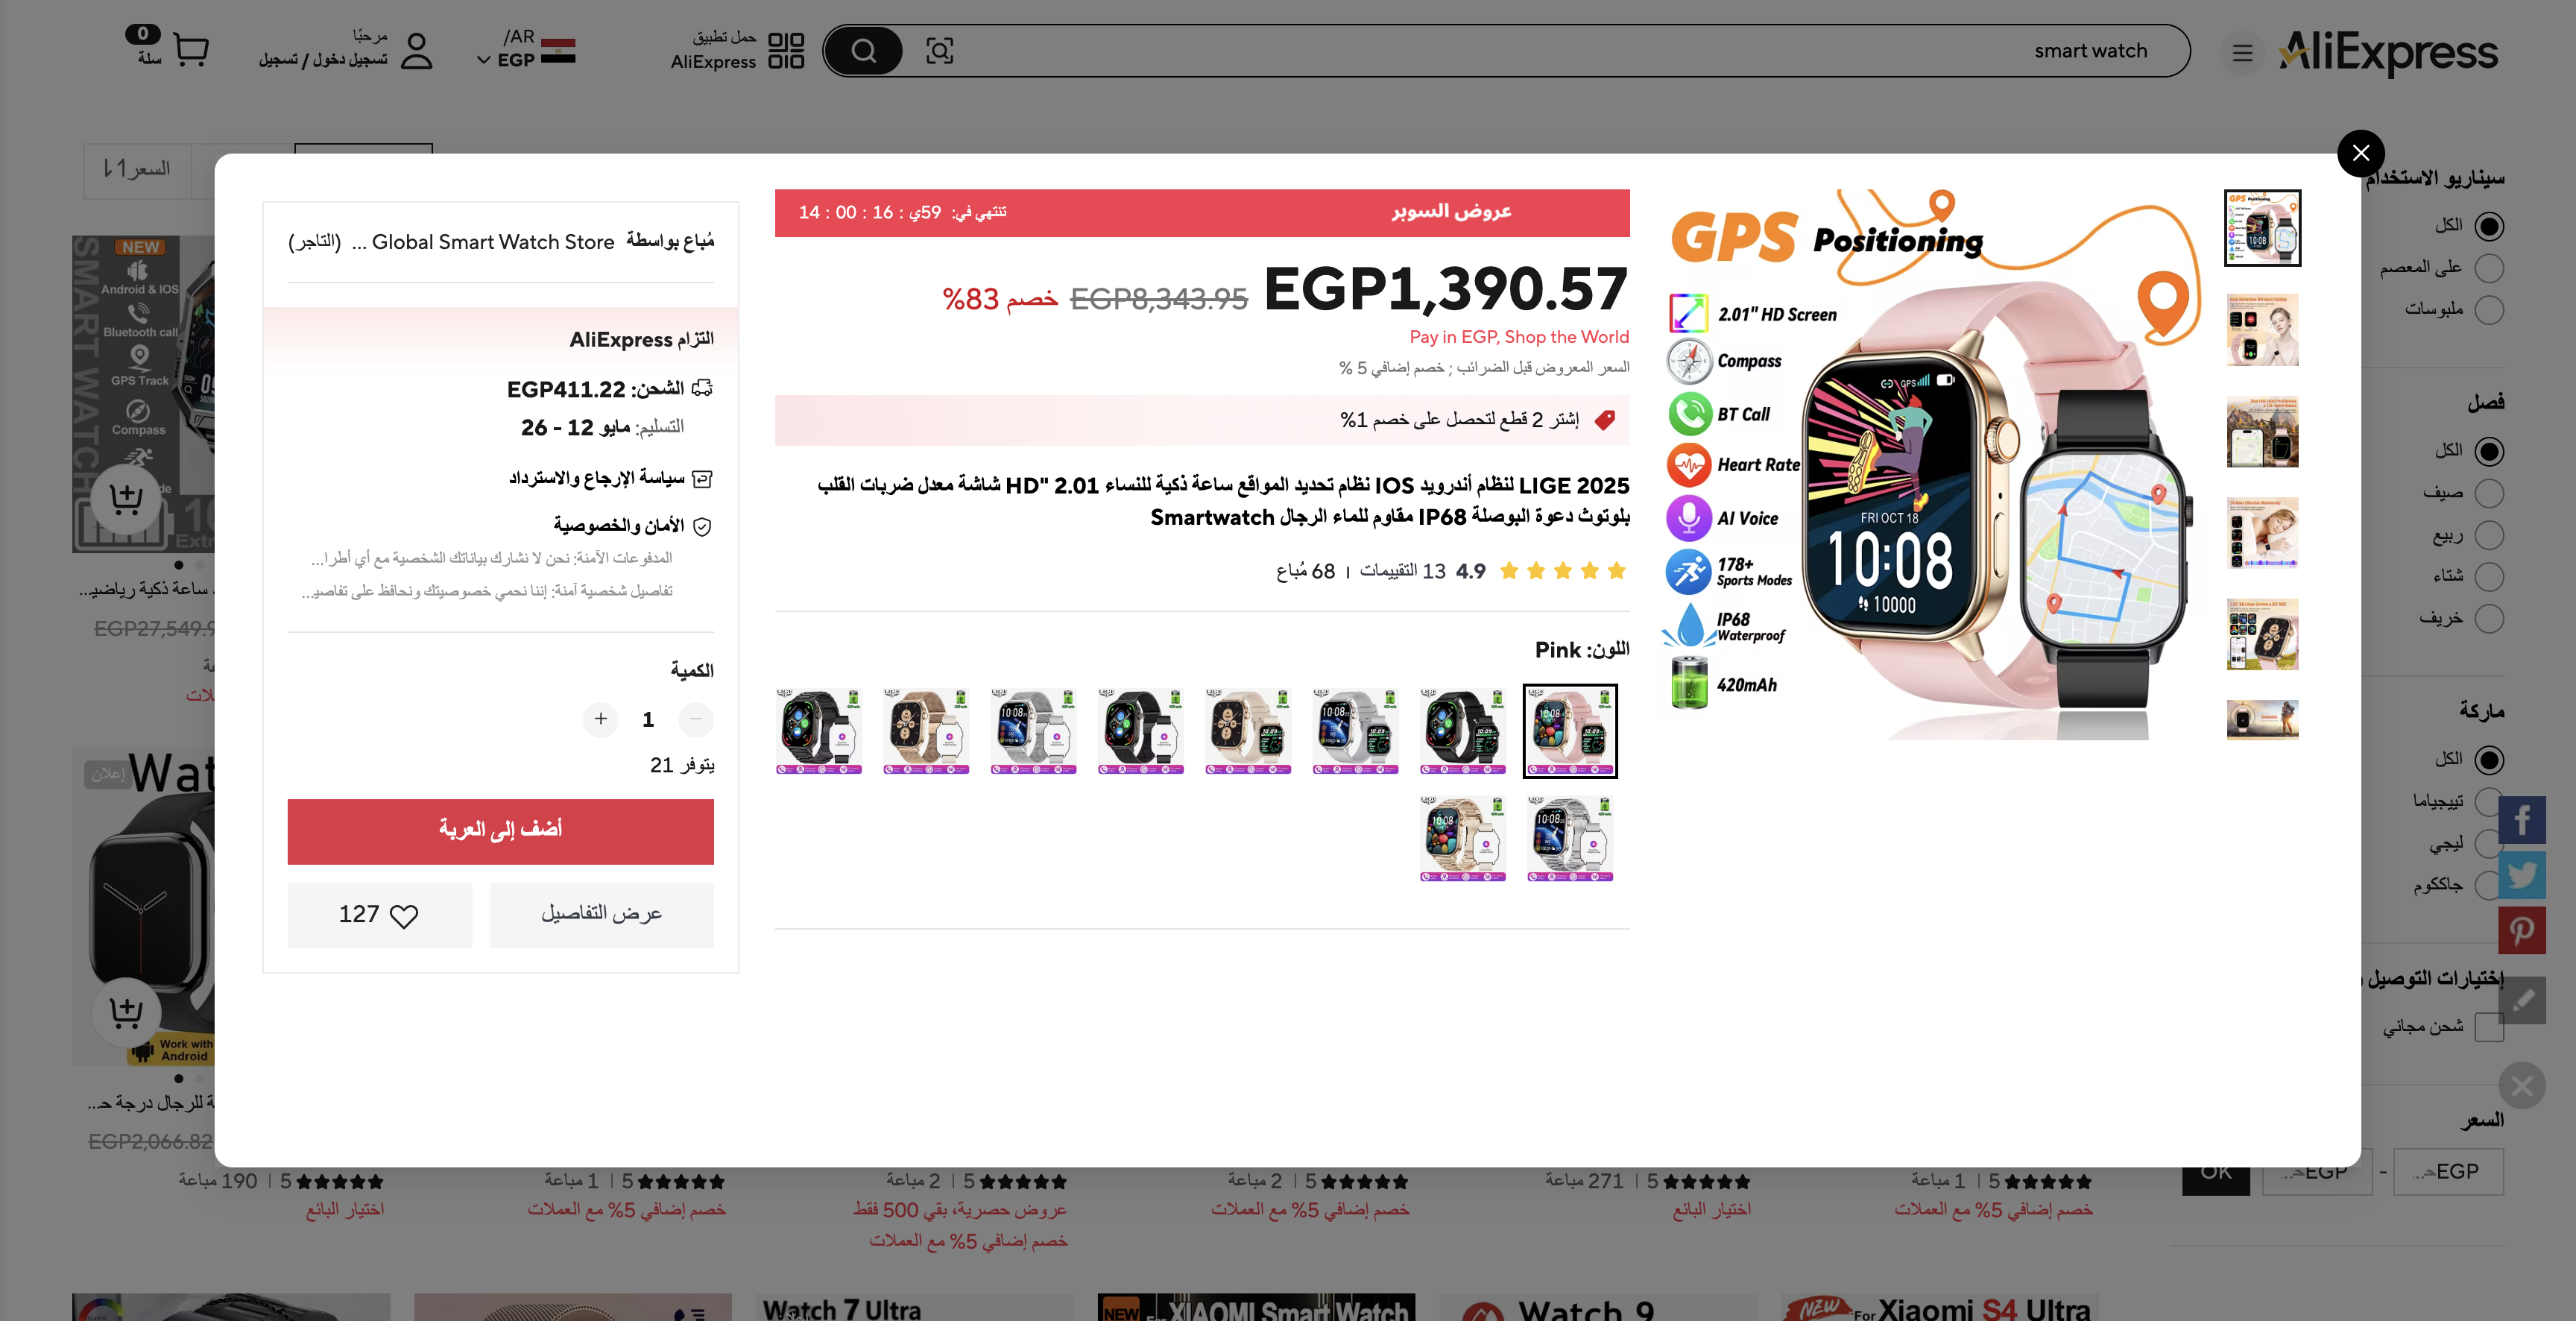 AliExpress
smart watch
حمل تطبيق
AliExpress
AR/
EGP
مرحبًا
تسجيل دخول / تسجيل
0
سلة
السعر
سيناريو الاستخدام
الكل
على المعصم
ملبوسات
فصل
الكل
صيف
ربيع
شتاء
خريف
ماركة
الكل
تييجياما
ليجي
جاككوم
إختيارات التوصيل
شحن مجاني
السعر
EGP - EGP
OK
GPS Positioning
2.01" HD Screen
Compass
BT Call
Heart Rate
AI Voice
178+
Sports Modes
IP68
Waterproof
420mAh
GPS
FRI OCT 18
10:08
10000
عروض السوبر
تنتهي في: 59ي : 16 : 00 : 14
EGP1,390.57 EGP8,343.95 خصم 83%
Pay in EGP, Shop the World
السعر المعروض قبل الضرائب ; خصم إضافي 5 %
إشتر 2 قطع لتحصل على خصم 1%
LIGE 2025 لنظام أندرويد IOS نظام تحديد المواقع ساعة ذكية للنساء 2.01 "HD شاشة معدل ضربات القلب
بلوتوث دعوة البوصلة IP68 مقاوم للماء الرجال Smartwatch
4.9 13 التقييمات ı 68 مُباع
اللون: Pink
مُباع بواسطة Global Smart Watch Store ... (التاجر)
التزام AliExpress
الشحن: EGP411.22
التسليم: مايو 12 - 26
سياسة الإرجاع والاسترداد
الأمان والخصوصية
المدفوعات الآمنة: نحن لا نشارك بياناتك الشخصية مع أي أطرا...
تفاصيل شخصية آمنة: إننا نحمي خصوصيتك ونحافظ على تفاصيـ...
الكمية
1
يتوفر 21
أضف إلى العربة
عرض التفاصيل
127
NEW
SMART WATCH
Android & IOS
Bluetooth call
GPS Track
Compass
ساعة ذكية رياضيـ...
EGP27,549.9
إعلان
Work with
Android
للرجال درجة حـ...
EGP2,066.82
5 | 1 مباعة
خصم إضافي 5% مع العملات
5 | 271 مباعة
اختيار البائع
5 | 2 مباعة
خصم إضافي 5% مع العملات
5 | 2 مباعة
عروض حصرية، بقي 500 فقط
خصم إضافي 5% مع العملات
5 | 1 مباعة
خصم إضافي 5% مع العملات
5 | 190 مباعة
اختيار البائع
NEW For Xiaomi S4 Ultra
Watch 9
NEW For XIAOMI Smart Watch
Watch 7 Ultra